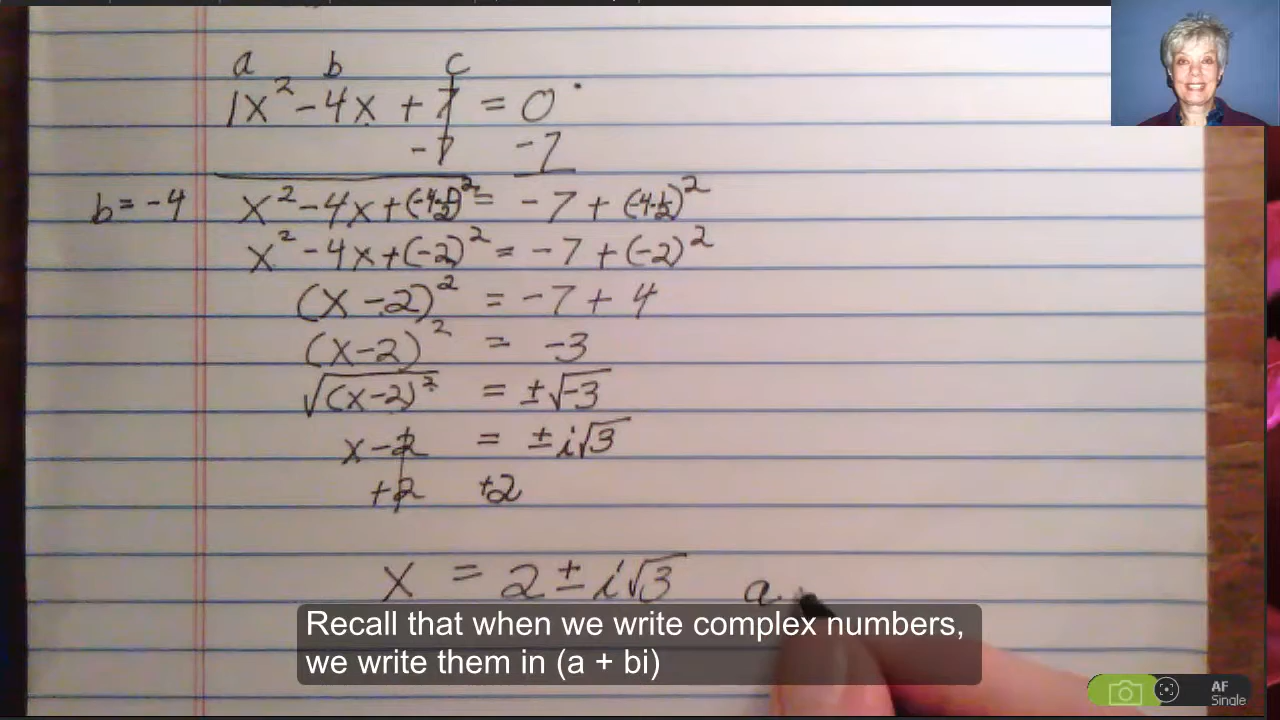 a b c
1x² - 4x + 7 = 0
-7 -7
b = -4 x² - 4x + (-4·½)² = -7 + (-4·½)²
x² - 4x + (-2)² = -7 + (-2)²
(x - 2)² = -7 + 4
(x - 2)² = -3
√(x-2)² = ±√-3
x - 2 = ± i√3
+2 +2
x = 2 ± i√3 a
Recall that when we write complex numbers,
we write them in (a + bi)
AF
Single